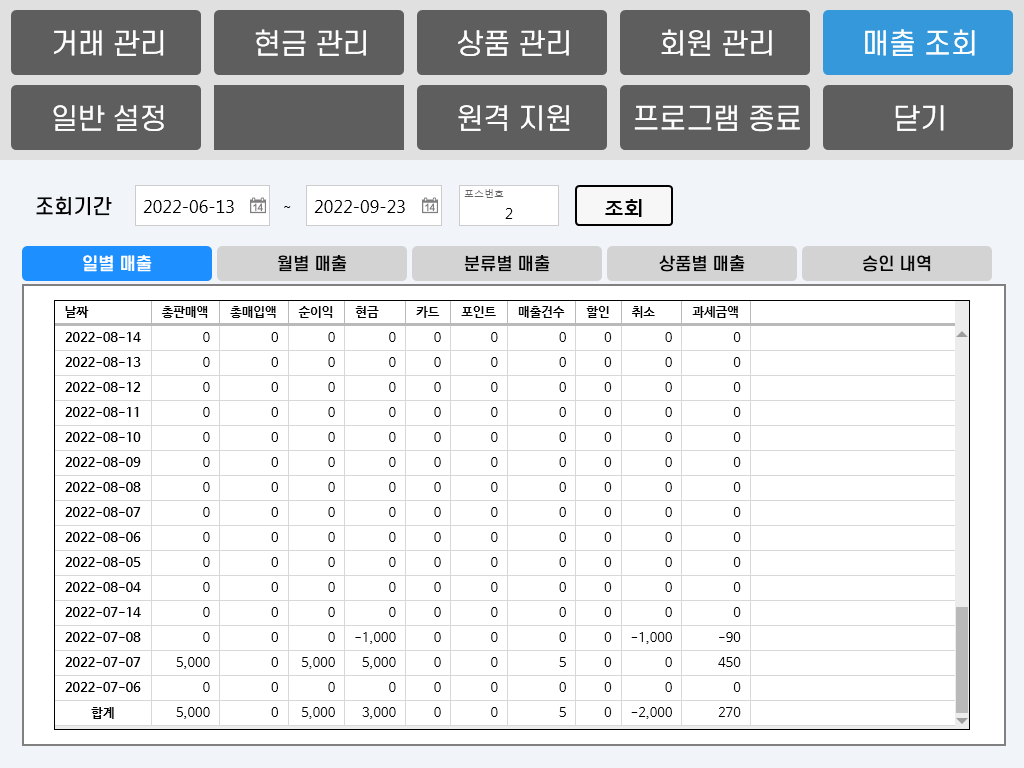 거래 관리 현금 관리 상품 관리 회원 관리 매출 조회
일반 설정 원격 지원 프로그램 종료 닫기
조회기간 2022-06-13 14 ~ 2022-09-23 14 포스번호 2 조회
일별 매출 월별 매출 분류별 매출 상품별 매출 승인 내역
날짜 총판매액 총매입액 순이익 현금 카드 포인트 매출건수 할인 취소 과세금액
2022-08-14 0 0 0 0 0 0 0 0 0 0
2022-08-13 0 0 0 0 0 0 0 0 0 0
2022-08-12 0 0 0 0 0 0 0 0 0 0
2022-08-11 0 0 0 0 0 0 0 0 0 0
2022-08-10 0 0 0 0 0 0 0 0 0 0
2022-08-09 0 0 0 0 0 0 0 0 0 0
2022-08-08 0 0 0 0 0 0 0 0 0 0
2022-08-07 0 0 0 0 0 0 0 0 0 0
2022-08-06 0 0 0 0 0 0 0 0 0 0
2022-08-05 0 0 0 0 0 0 0 0 0 0
2022-08-04 0 0 0 0 0 0 0 0 0 0
2022-07-14 0 0 0 0 0 0 0 0 0 0
2022-07-08 0 0 0 -1,000 0 0 0 0 -1,000 -90
2022-07-07 5,000 0 5,000 5,000 0 0 5 0 0 450
2022-07-06 0 0 0 0 0 0 0 0 0 0
합계 5,000 0 5,000 3,000 0 0 5 0 -2,000 270